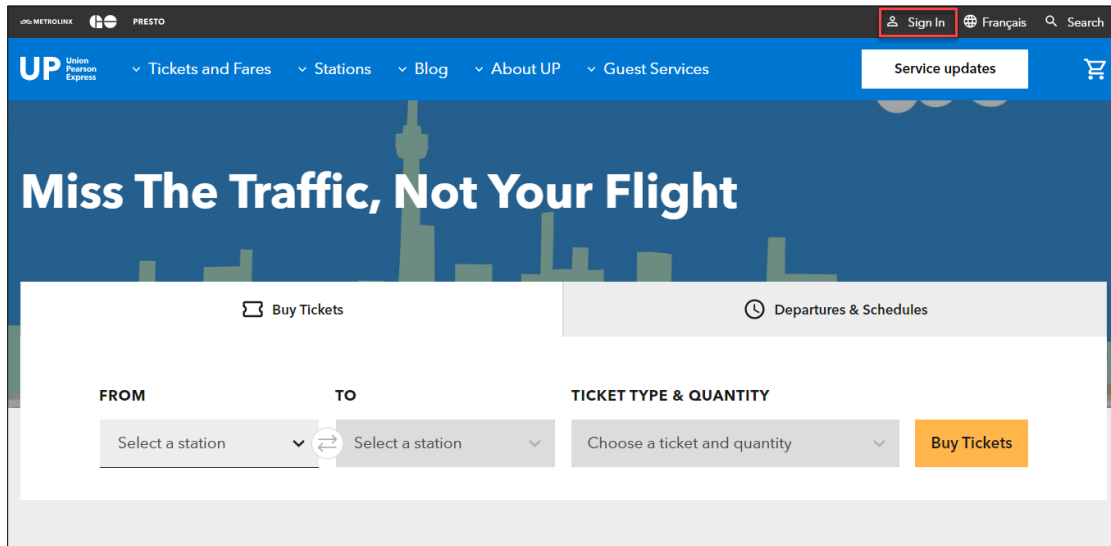 METROLINX GO PRESTO Sign In Français Search
UP Union Pearson Express Tickets and Fares Stations Blog About UP Guest Services Service updates
Miss The Traffic, Not Your Flight
Buy Tickets Departures & Schedules
FROM TO TICKET TYPE & QUANTITY
Select a station Select a station Choose a ticket and quantity Buy Tickets